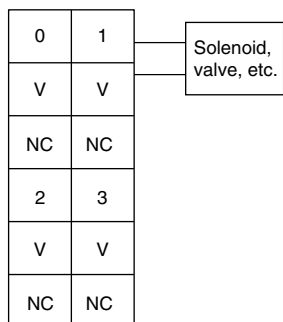 0 1
Solenoid,
valve, etc.
V V
NC NC
2 3
V V
NC NC